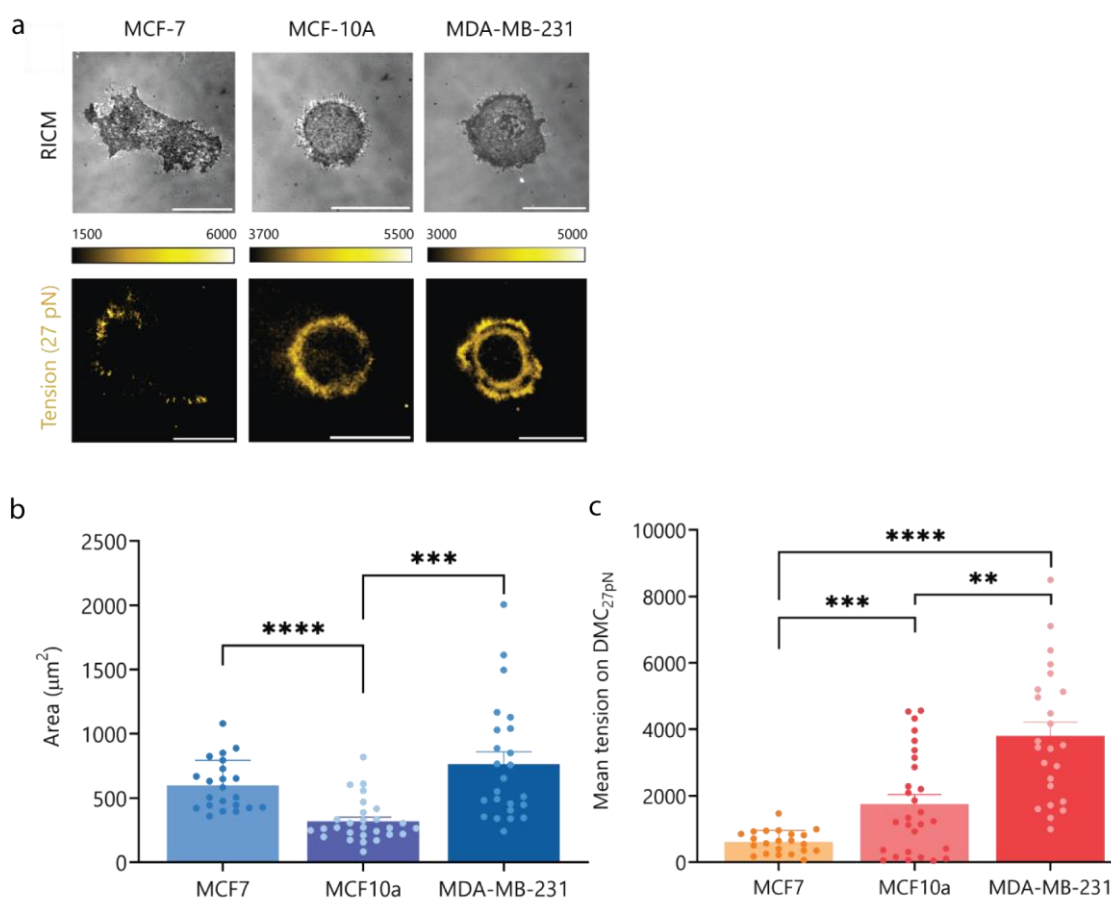 a
MCF-7 MCF-10A MDA-MB-231
RICM
1500 6000 3700 5500 3000 5000
Tension (27 pN)
b
Area (μm²)
2500
2000
1500
1000
500
0
****
***
MCF7 MCF10a MDA-MB-231
c
Mean tension on DMC27pN
10000
8000
6000
4000
2000
0
****
***
**
MCF7 MCF10a MDA-MB-231